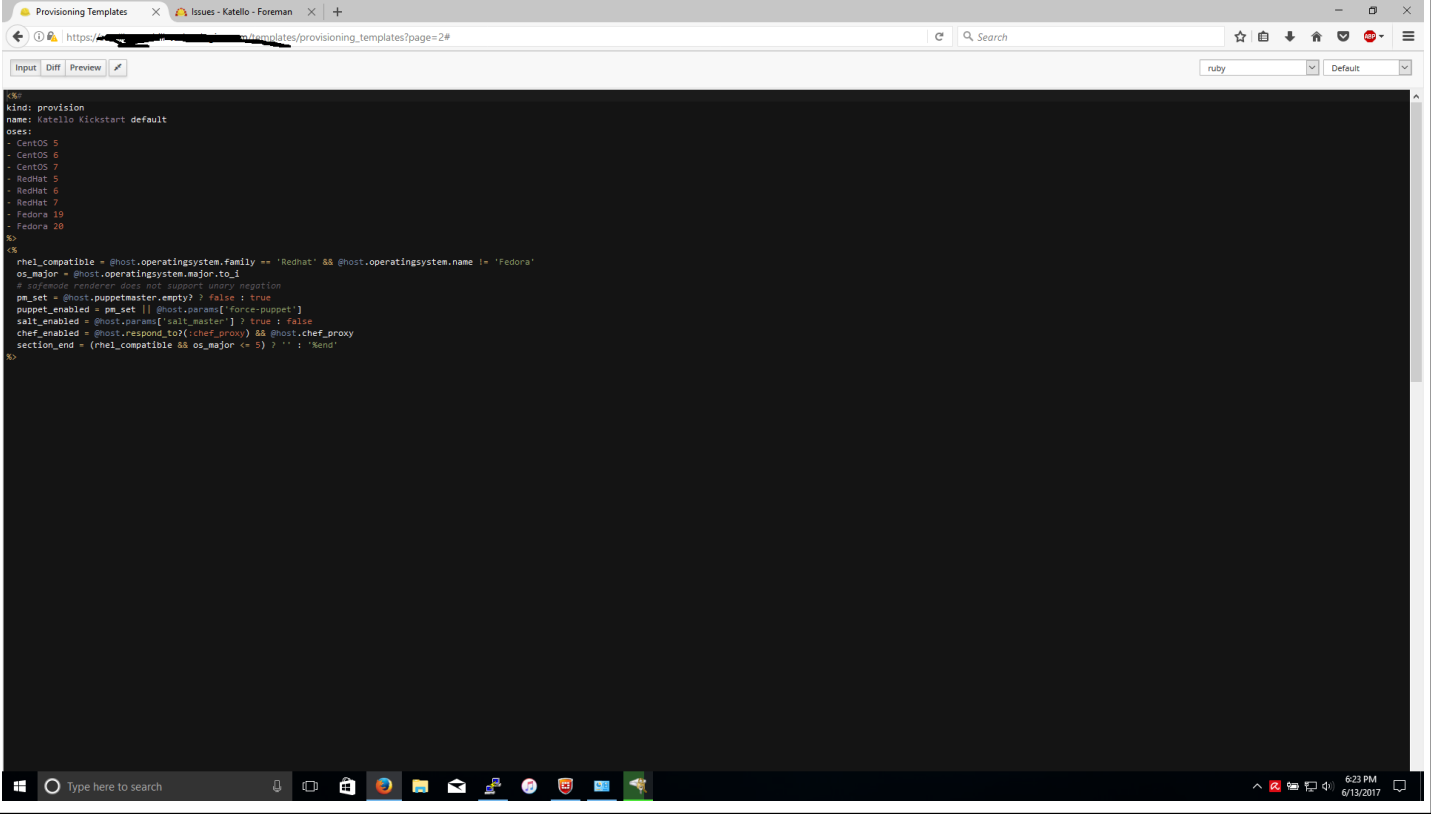 Provisioning Templates
Issues - Katello - Foreman
https://
m/templates/provisioning_templates?page=2#
Search
ABP
Input Diff Preview
ruby
Default
<%#
kind: provision
name: Katello Kickstart default
oses:
- CentOS 5
- CentOS 6
- CentOS 7
- RedHat 5
- RedHat 6
- RedHat 7
- Fedora 19
- Fedora 20
%>
<%
rhel_compatible = @host.operatingsystem.family == 'Redhat' && @host.operatingsystem.name != 'Fedora'
os_major = @host.operatingsystem.major.to_i
# safemode renderer does not support unary negation
pm_set = @host.puppetmaster.empty? ? false : true
puppet_enabled = pm_set || @host.params['force-puppet']
salt_enabled = @host.params['salt_master'] ? true : false
chef_enabled = @host.respond_to?(:chef_proxy) && @host.chef_proxy
section_end = (rhel_compatible && os_major <= 5) ? '' : '%end'
%>
Type here to search
6:23 PM
6/13/2017